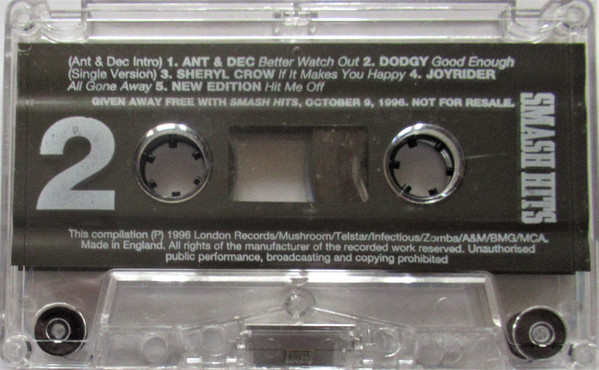 (Ant & Dec Intro) 1. ANT & DEC Better Watch Out 2. DODGY Good Enough
(Single Version) 3. SHERYL CROW If It Makes You Happy 4. JOYRIDER
All Gone Away 5. NEW EDITION Hit Me Off
GIVEN AWAY FREE WITH SMASH HITS, OCTOBER 9, 1996. NOT FOR RESALE.
2
SMASH HITS
This compilation (P) 1996 London Records/Mushroom/Telstar/Infectious/Zomba/A&M/BMG/MCA.
Made in England. All rights of the manufacturer of the recorded work reserved. Unauthorised
public performance, broadcasting and copying prohibited